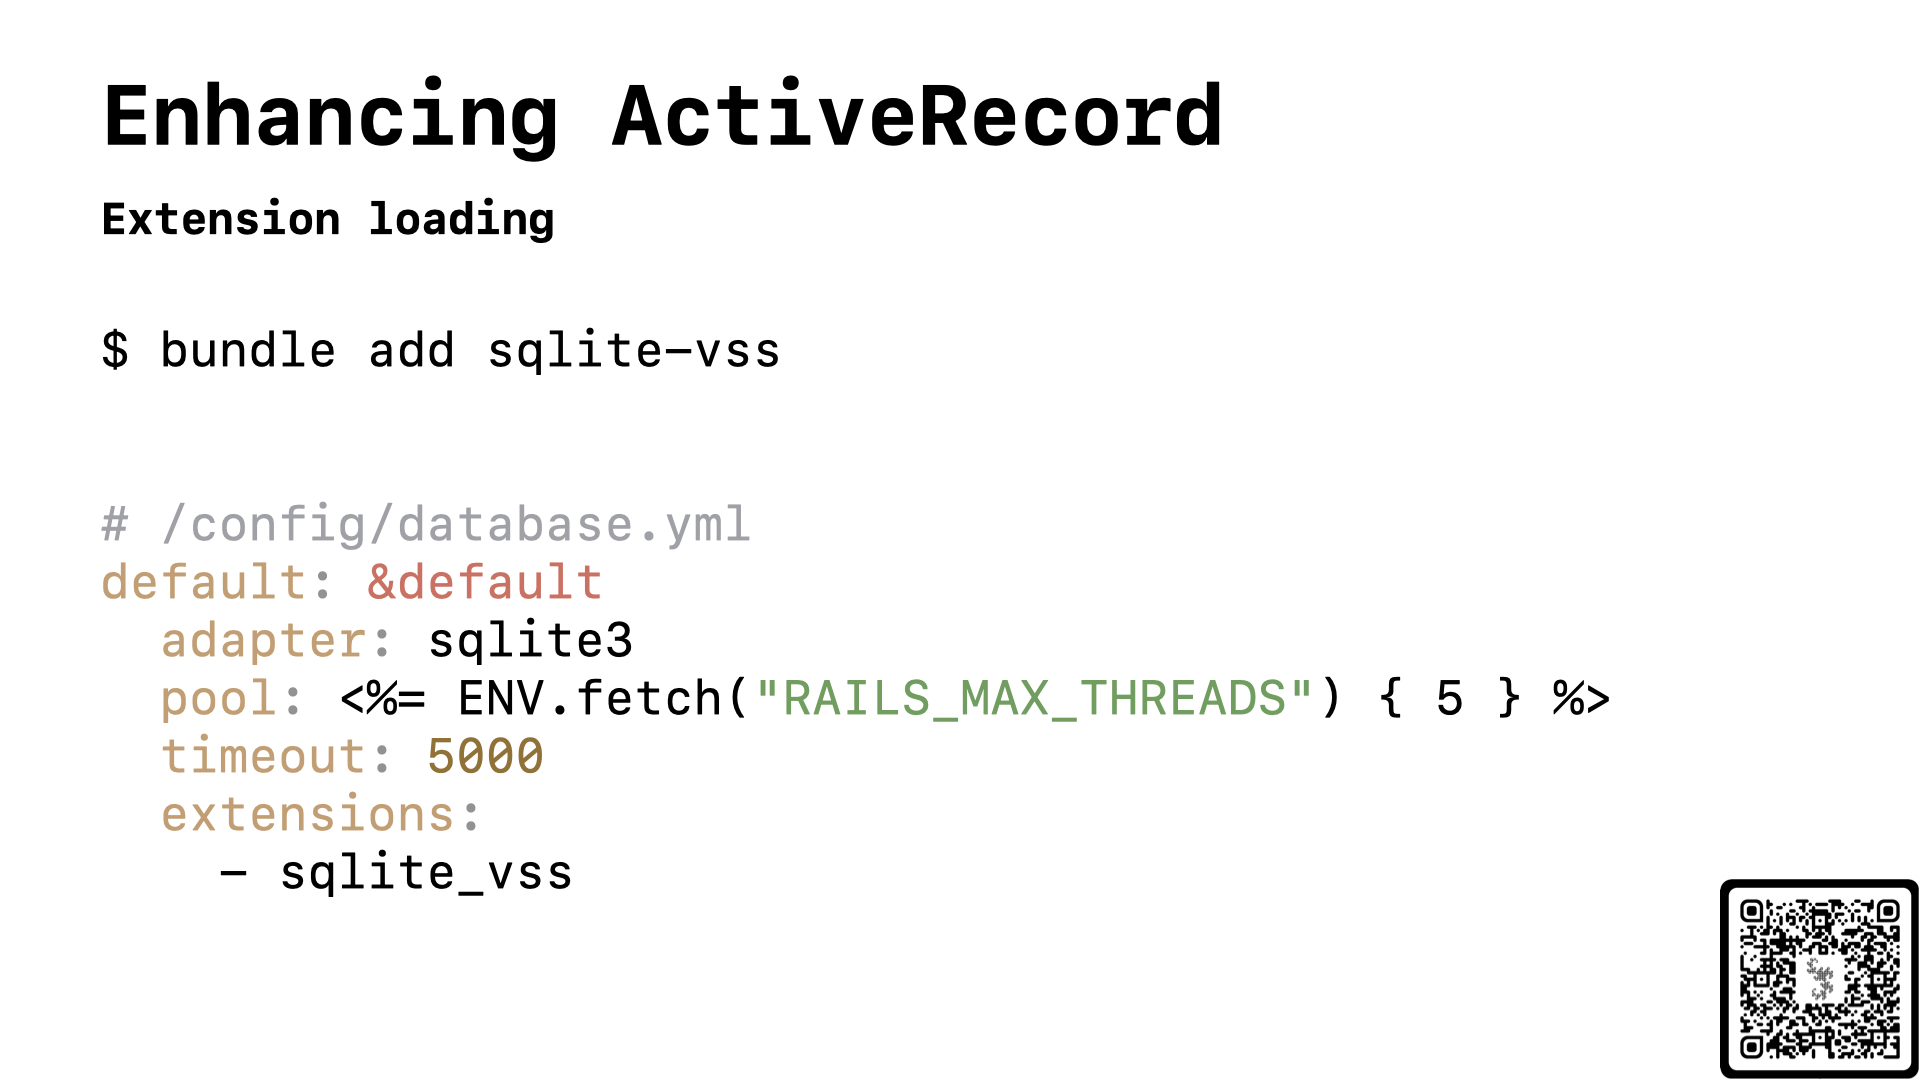 Enhancing ActiveRecord
Extension loading
$ bundle add sqlite-vss
# /config/database.yml
default: &default
  adapter: sqlite3
  pool: <%= ENV.fetch("RAILS_MAX_THREADS") { 5 } %>
  timeout: 5000
  extensions:
    - sqlite_vss